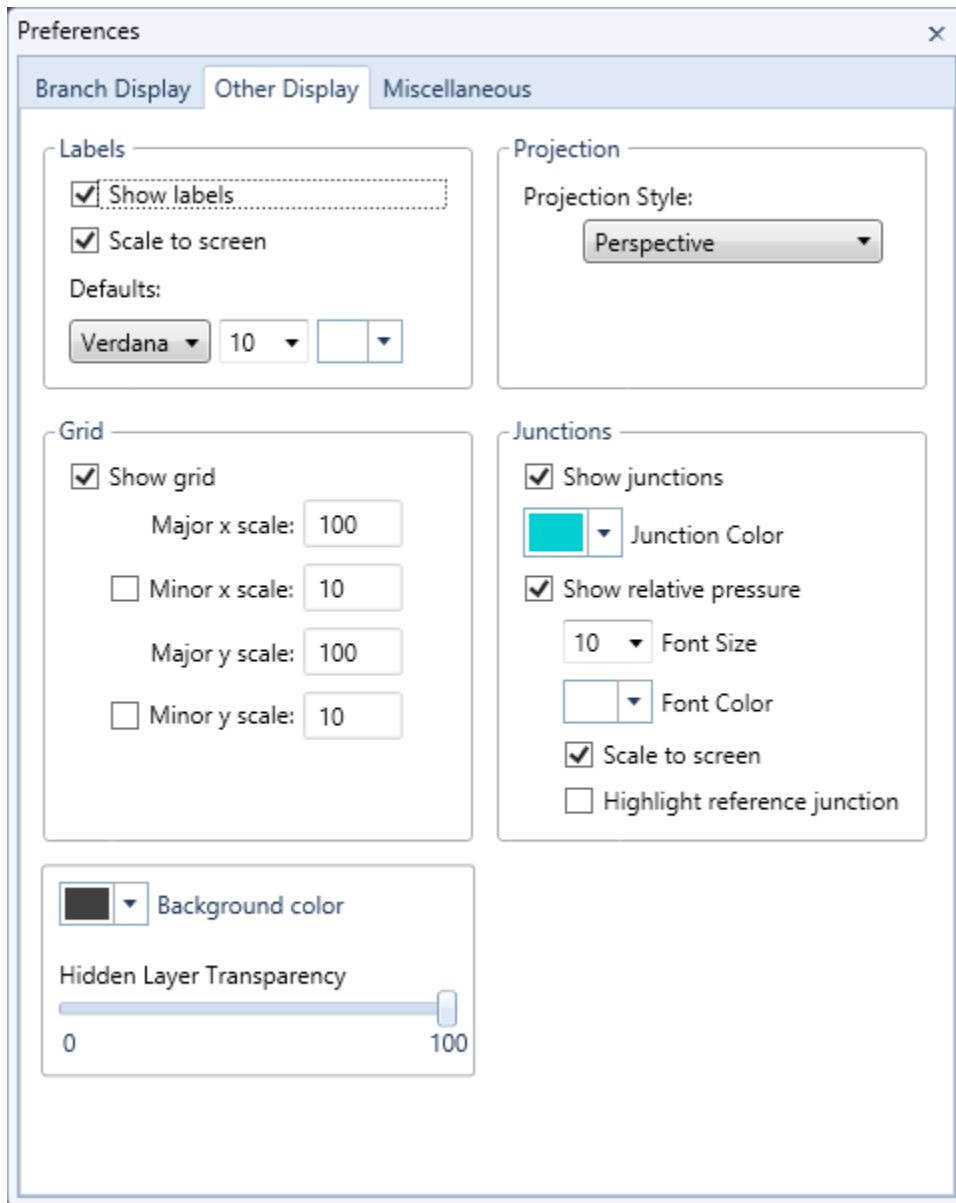 Preferences
Branch Display Other Display Miscellaneous
Labels
Show labels
Scale to screen
Defaults:
Verdana 10
Projection
Projection Style:
Perspective
Grid
Show grid
Major x scale: 100
Minor x scale: 10
Major y scale: 100
Minor y scale: 10
Junctions
Show junctions
Junction Color
Show relative pressure
10 Font Size
Font Color
Scale to screen
Highlight reference junction
Background color
Hidden Layer Transparency
0 100